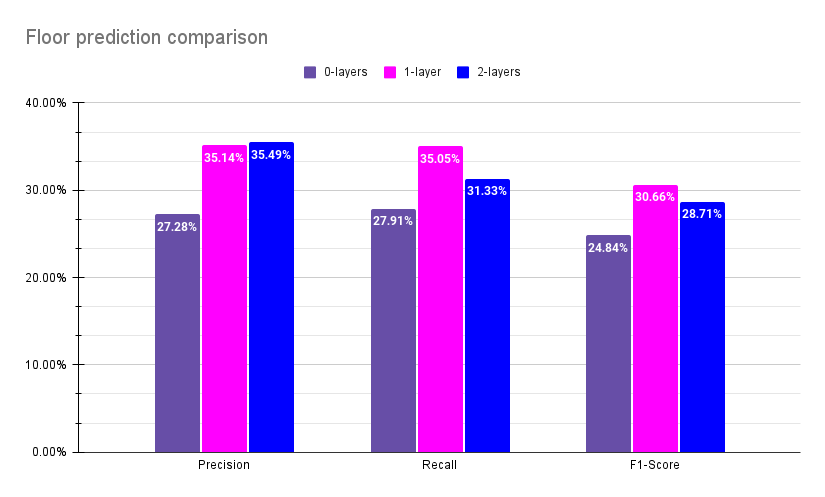 Floor prediction comparison
0-layers 1-layer 2-layers
40.00%
30.00%
20.00%
10.00%
0.00%
27.28% 35.14% 35.49%
27.91% 35.05% 31.33%
24.84% 30.66% 28.71%
Precision Recall F1-Score